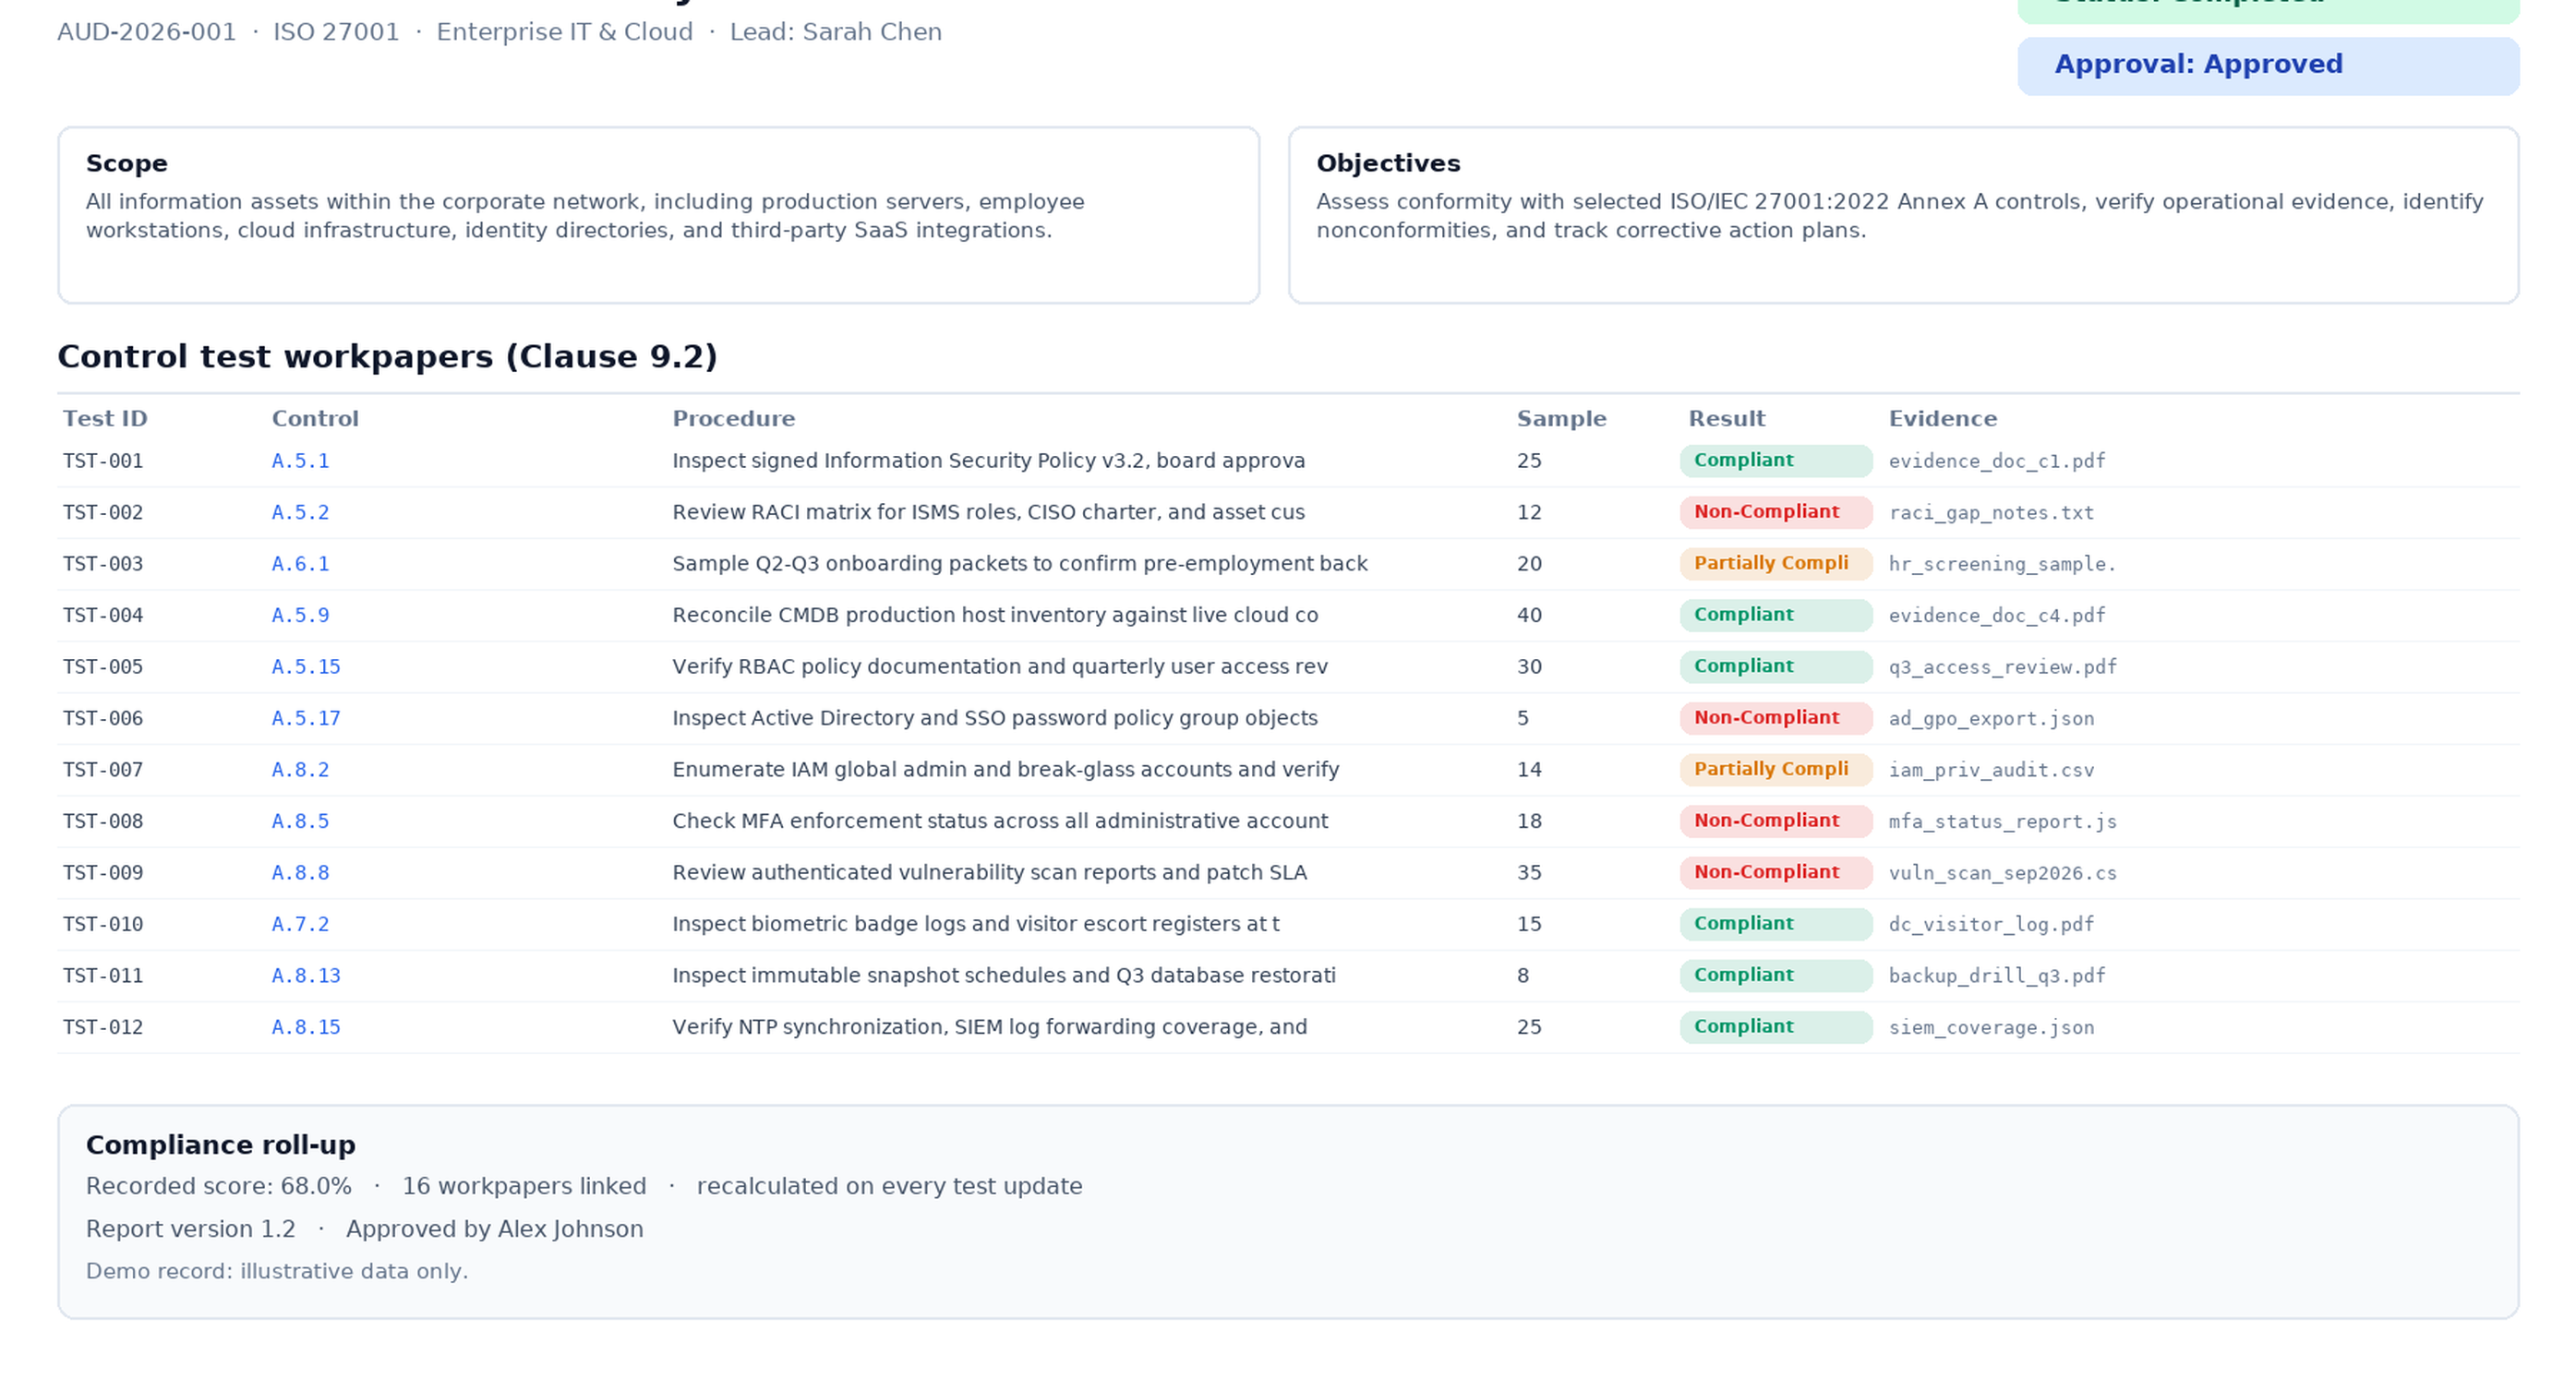 AUD-2026-001 · ISO 27001 · Enterprise IT & Cloud · Lead: Sarah Chen
Status: Completed
Approval: Approved
Scope
All information assets within the corporate network, including production servers, employee
workstations, cloud infrastructure, identity directories, and third-party SaaS integrations.
Objectives
Assess conformity with selected ISO/IEC 27001:2022 Annex A controls, verify operational evidence, identify
nonconformities, and track corrective action plans.
Control test workpapers (Clause 9.2)
Test ID Control Procedure Sample Result Evidence
TST-001 A.5.1 Inspect signed Information Security Policy v3.2, board approva 25 Compliant evidence_doc_c1.pdf
TST-002 A.5.2 Review RACI matrix for ISMS roles, CISO charter, and asset cus 12 Non-Compliant raci_gap_notes.txt
TST-003 A.6.1 Sample Q2-Q3 onboarding packets to confirm pre-employment back 20 Partially Compli hr_screening_sample.
TST-004 A.5.9 Reconcile CMDB production host inventory against live cloud co 40 Compliant evidence_doc_c4.pdf
TST-005 A.5.15 Verify RBAC policy documentation and quarterly user access rev 30 Compliant q3_access_review.pdf
TST-006 A.5.17 Inspect Active Directory and SSO password policy group objects 5 Non-Compliant ad_gpo_export.json
TST-007 A.8.2 Enumerate IAM global admin and break-glass accounts and verify 14 Partially Compli iam_priv_audit.csv
TST-008 A.8.5 Check MFA enforcement status across all administrative account 18 Non-Compliant mfa_status_report.js
TST-009 A.8.8 Review authenticated vulnerability scan reports and patch SLA 35 Non-Compliant vuln_scan_sep2026.cs
TST-010 A.7.2 Inspect biometric badge logs and visitor escort registers at t 15 Compliant dc_visitor_log.pdf
TST-011 A.8.13 Inspect immutable snapshot schedules and Q3 database restorati 8 Compliant backup_drill_q3.pdf
TST-012 A.8.15 Verify NTP synchronization, SIEM log forwarding coverage, and 25 Compliant siem_coverage.json
Compliance roll-up
Recorded score: 68.0% · 16 workpapers linked · recalculated on every test update
Report version 1.2 · Approved by Alex Johnson
Demo record: illustrative data only.